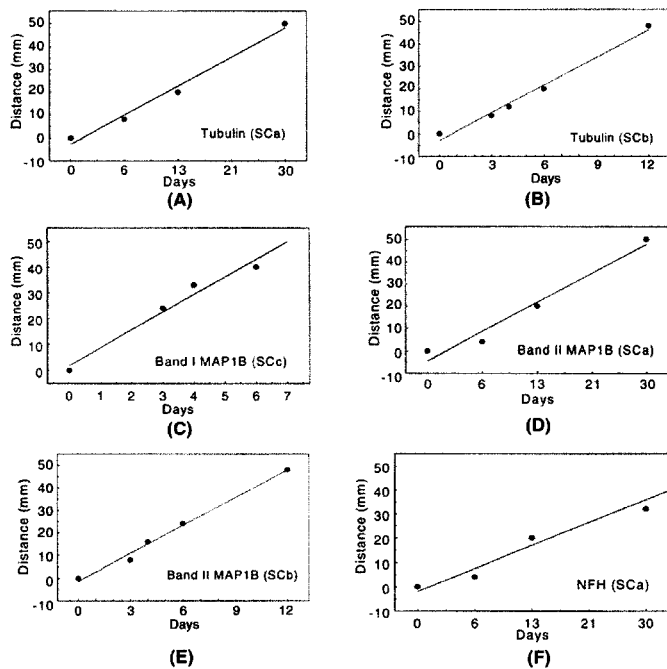 Distance (mm)
50
40
30
20
10
0
-10
Tubulin (SCa)
0 6 13 21 30
Days
(A)
Distance (mm)
50
40
30
20
10
0
-10
Tubulin (SCb)
0 3 6 9 12
Days
(B)
Distance (mm)
50
40
30
20
10
0
Band I MAP1B (SCc)
0 1 2 3 4 5 6 7
Days
(C)
Distance (mm)
50
40
30
20
10
0
-10
Band II MAP1B (SCa)
0 6 13 21 30
Days
(D)
Distance (mm)
50
40
30
20
10
0
-10
Band II MAP1B (SCb)
0 3 6 9 12
Days
(E)
Distance (mm)
50
40
30
20
10
0
-10
NFH (SCa)
0 6 13 21 30
Days
(F)